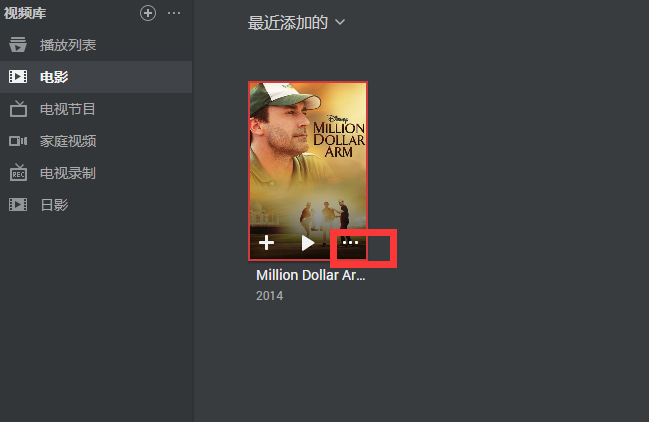 视频库
播放列表
电影
电视节目
家庭视频
REC
电视录制
日影
最近添加的
Disney
MILLION
DOLLAR
ARM
Million Dollar Ar...
2014